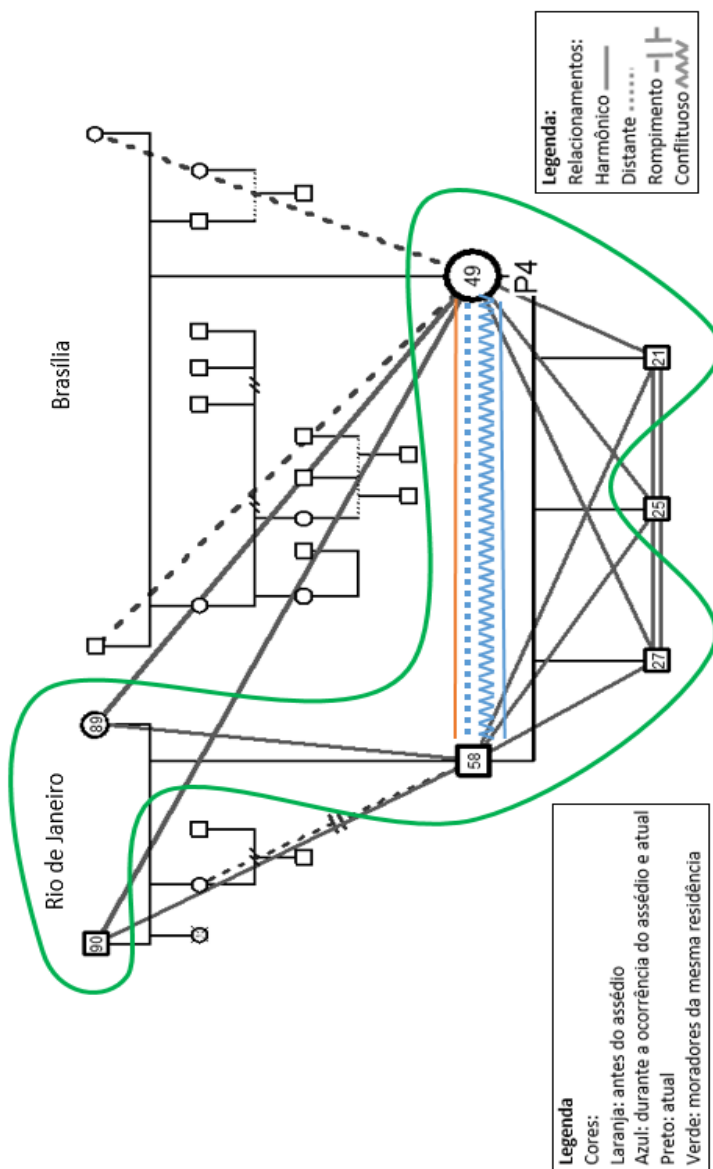 Rio de Janeiro
Brasília
90
89
58
49
P4
27
25
21
Legenda
Cores:
Laranja: antes do assédio
Azul: durante a ocorrência do assédio e atual
Preto: atual
Verde: moradores da mesma residência
Legenda:
Relacionamentos:
Harmônico
Distante
Rompimento
Conflituoso